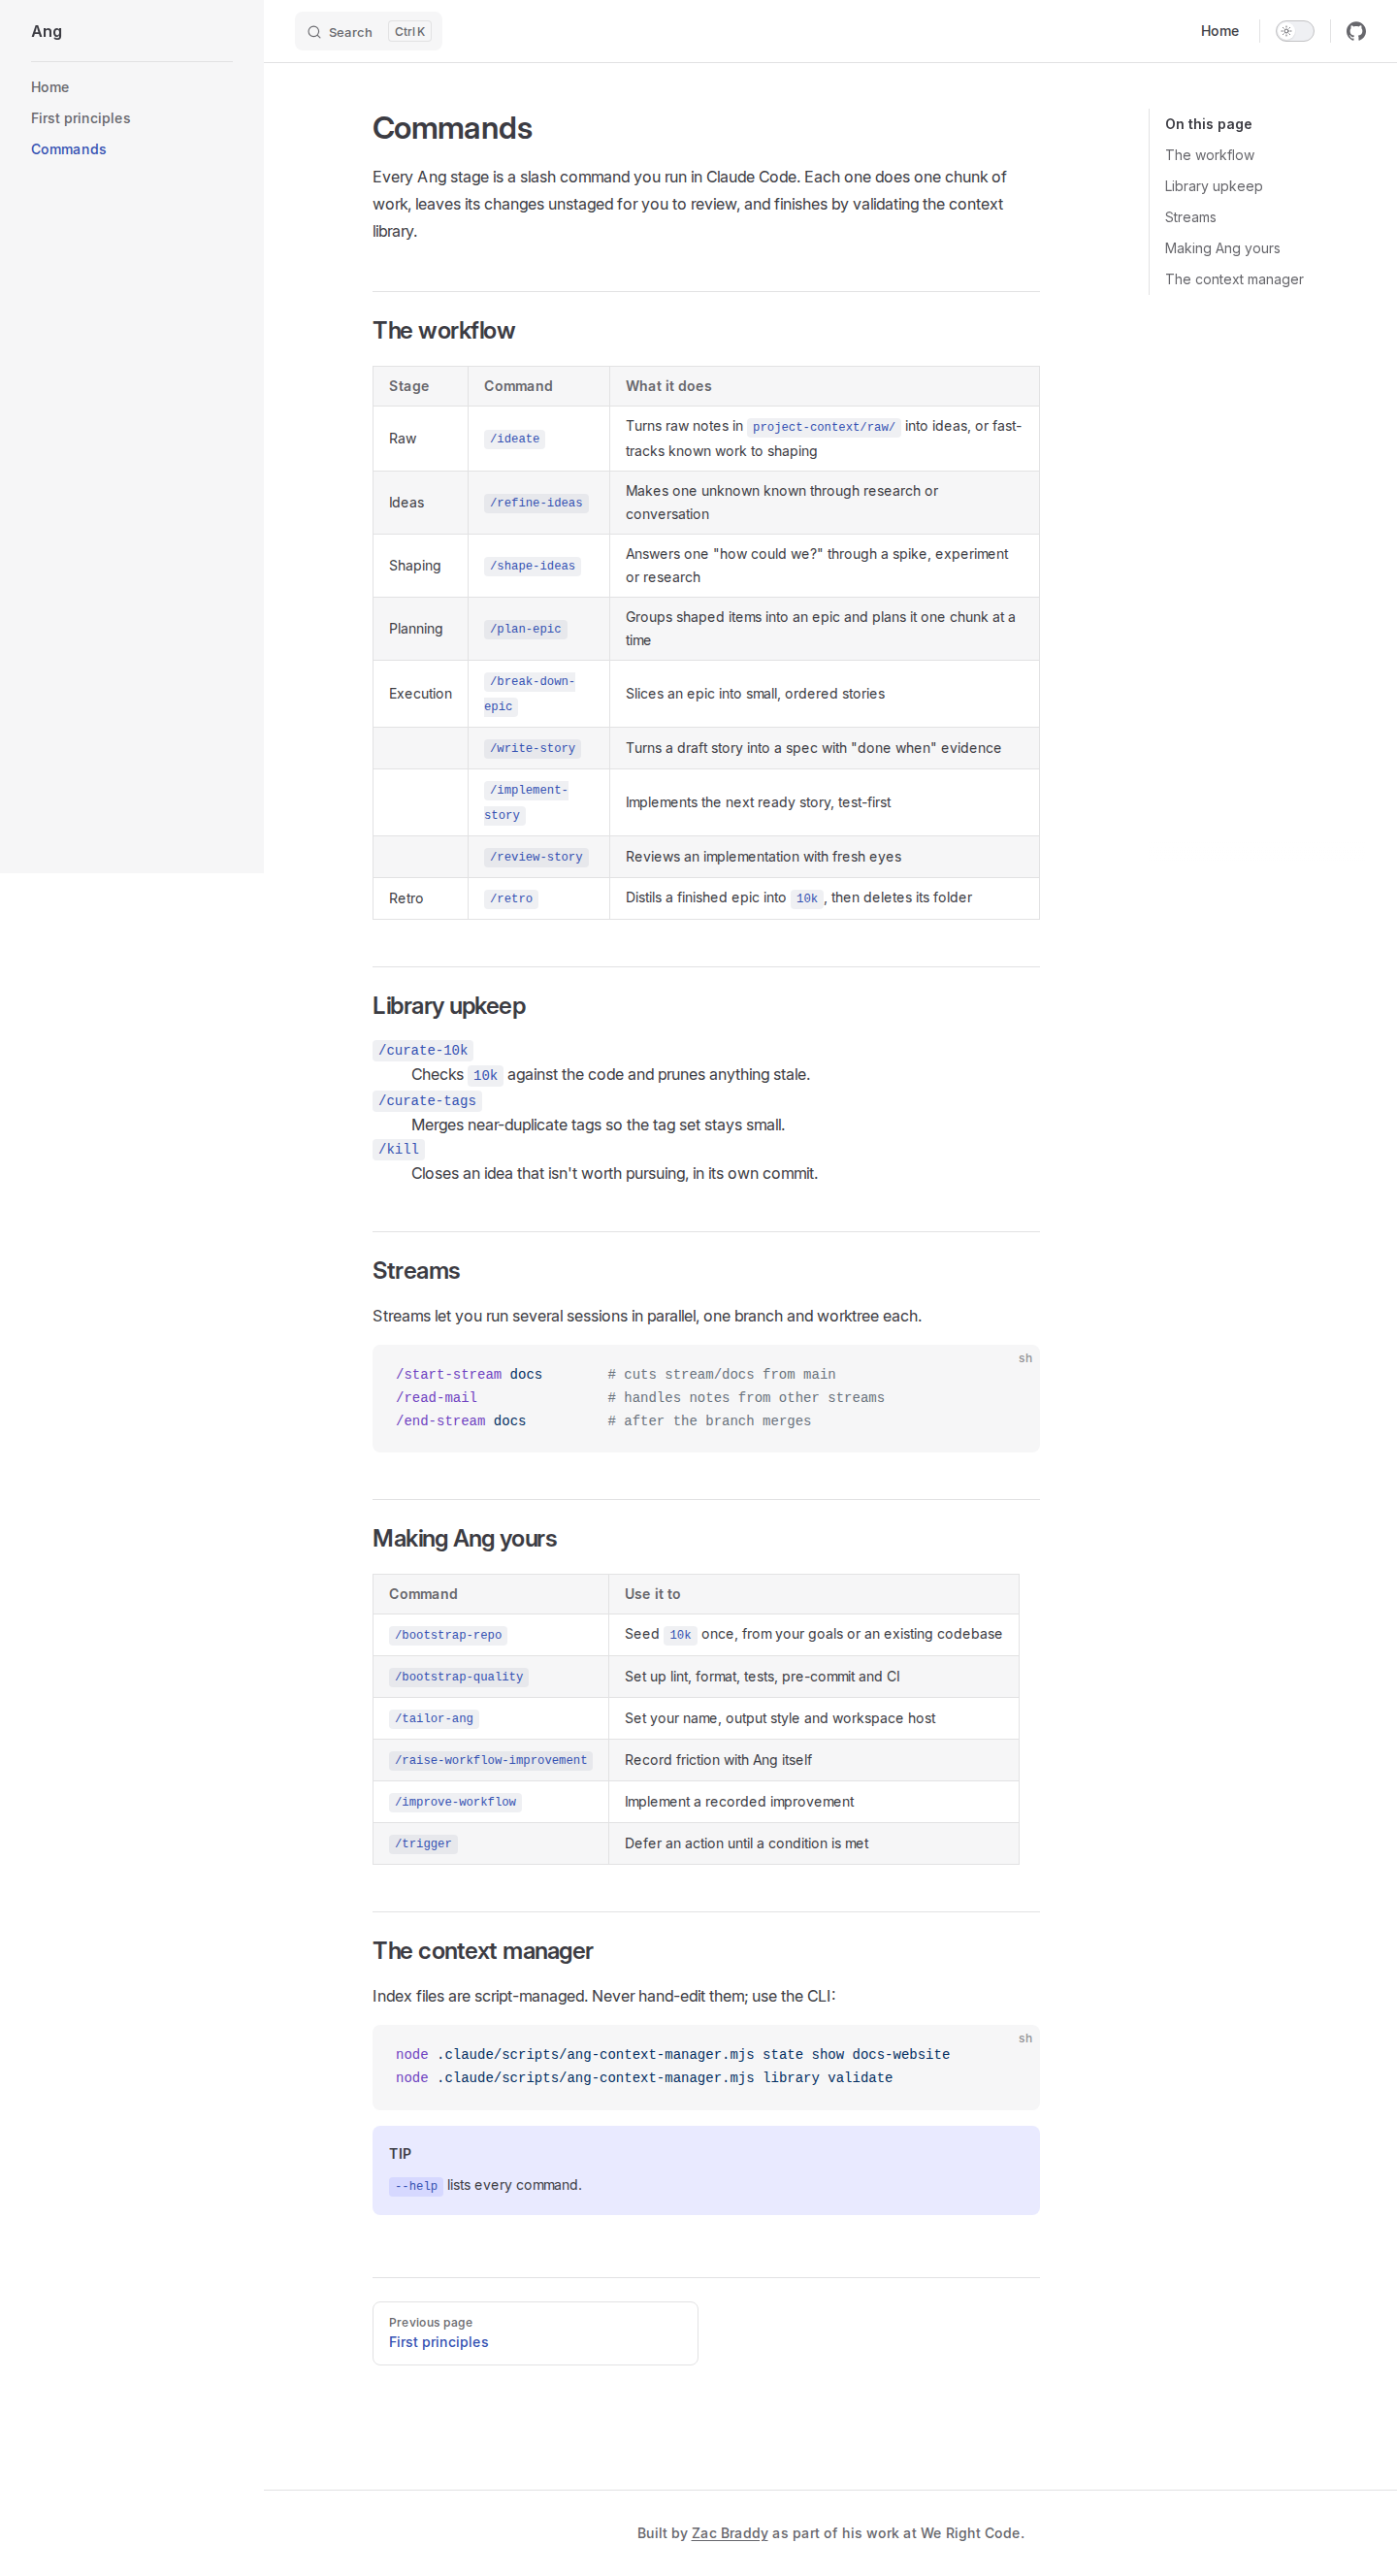 Ang
Home
First principles
Commands
Search Ctrl K
Home
Commands
Every Ang stage is a slash command you run in Claude Code. Each one does one chunk of
work, leaves its changes unstaged for you to review, and finishes by validating the context
library.
On this page
The workflow
Library upkeep
Streams
Making Ang yours
The context manager
The workflow
Stage Command What it does
Raw /ideate Turns raw notes in project-context/raw/ into ideas, or fast-
tracks known work to shaping
Ideas /refine-ideas Makes one unknown known through research or
conversation
Shaping /shape-ideas Answers one "how could we?" through a spike, experiment
or research
Planning /plan-epic Groups shaped items into an epic and plans it one chunk at a
time
Execution /break-down-
epic Slices an epic into small, ordered stories
/write-story Turns a draft story into a spec with "done when" evidence
/implement-
story Implements the next ready story, test-first
/review-story Reviews an implementation with fresh eyes
Retro /retro Distils a finished epic into 10k, then deletes its folder
Library upkeep
/curate-10k
Checks 10k against the code and prunes anything stale.
/curate-tags
Merges near-duplicate tags so the tag set stays small.
/kill
Closes an idea that isn't worth pursuing, in its own commit.
Streams
Streams let you run several sessions in parallel, one branch and worktree each.
sh
/start-stream docs # cuts stream/docs from main
/read-mail # handles notes from other streams
/end-stream docs # after the branch merges
Making Ang yours
Command Use it to
/bootstrap-repo Seed 10k once, from your goals or an existing codebase
/bootstrap-quality Set up lint, format, tests, pre-commit and CI
/tailor-ang Set your name, output style and workspace host
/raise-workflow-improvement Record friction with Ang itself
/improve-workflow Implement a recorded improvement
/trigger Defer an action until a condition is met
The context manager
Index files are script-managed. Never hand-edit them; use the CLI:
sh
node .claude/scripts/ang-context-manager.mjs state show docs-website
node .claude/scripts/ang-context-manager.mjs library validate
TIP
--help lists every command.
Previous page
First principles
Built by Zac Braddy as part of his work at We Right Code.